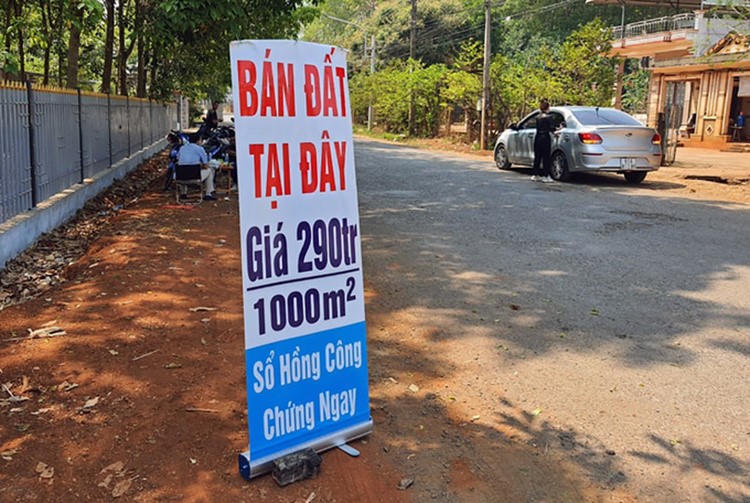 BÁN ĐẤT
TẠI ĐÂY
Giá 290tr
1000m²
Sổ Hồng Công
Chứng Ngay